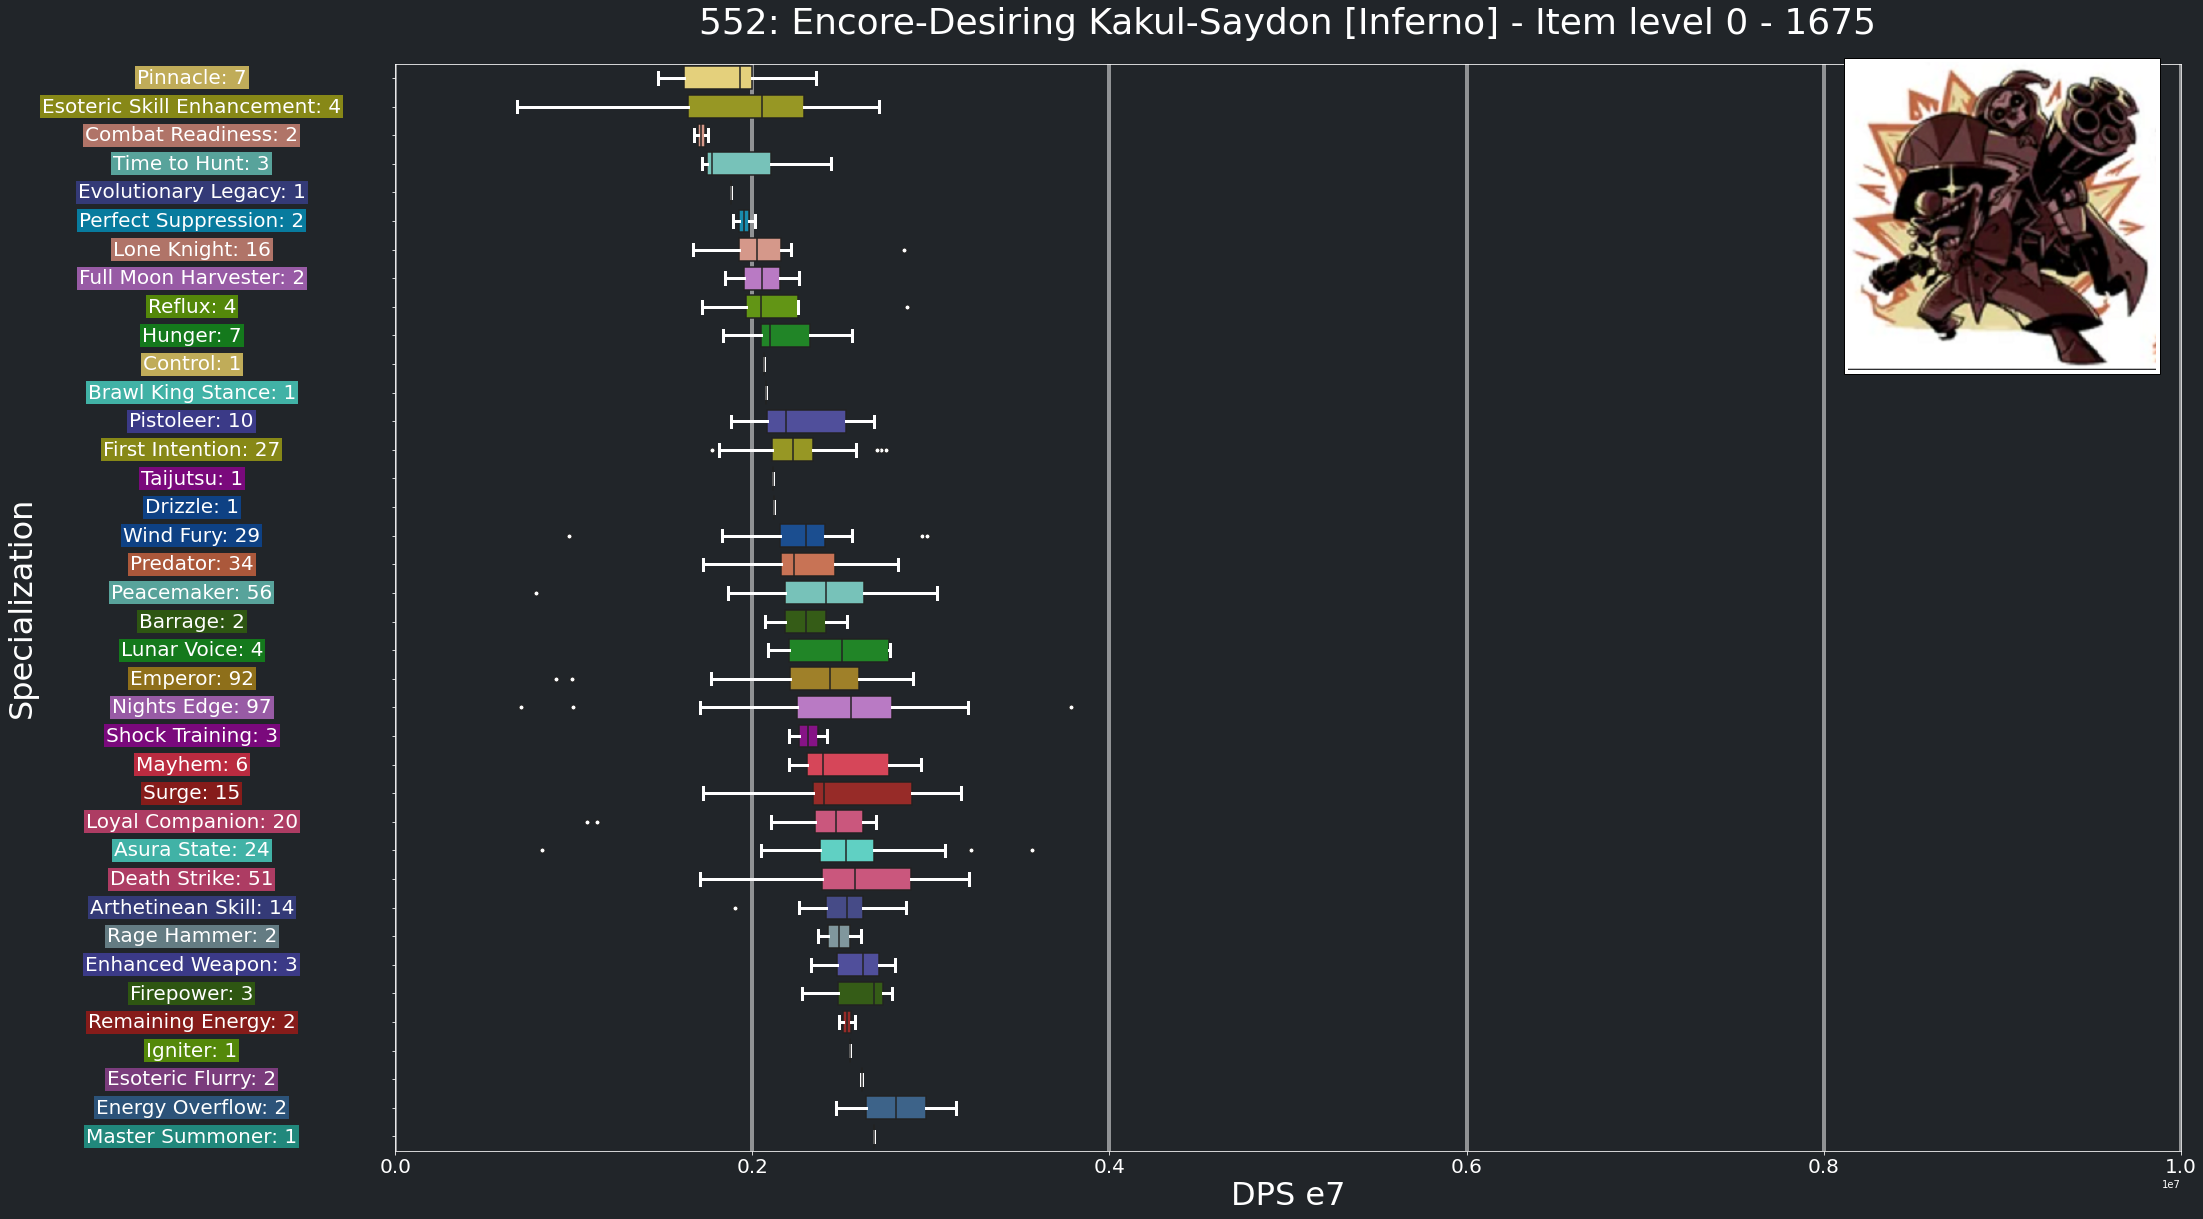 552: Encore-Desiring Kakul-Saydon [Inferno] - Item level 0 - 1675
Specialization
Pinnacle: 7
Esoteric Skill Enhancement: 4
Combat Readiness: 2
Time to Hunt: 3
Evolutionary Legacy: 1
Perfect Suppression: 2
Lone Knight: 16
Full Moon Harvester: 2
Reflux: 4
Hunger: 7
Control: 1
Brawl King Stance: 1
Pistoleer: 10
First Intention: 27
Taijutsu: 1
Drizzle: 1
Wind Fury: 29
Predator: 34
Peacemaker: 56
Barrage: 2
Lunar Voice: 4
Emperor: 92
Nights Edge: 97
Shock Training: 3
Mayhem: 6
Surge: 15
Loyal Companion: 20
Asura State: 24
Death Strike: 51
Arthetinean Skill: 14
Rage Hammer: 2
Enhanced Weapon: 3
Firepower: 3
Remaining Energy: 2
Igniter: 1
Esoteric Flurry: 2
Energy Overflow: 2
Master Summoner: 1
0.0 0.2 0.4 0.6 0.8 1.0
1e7
DPS e7